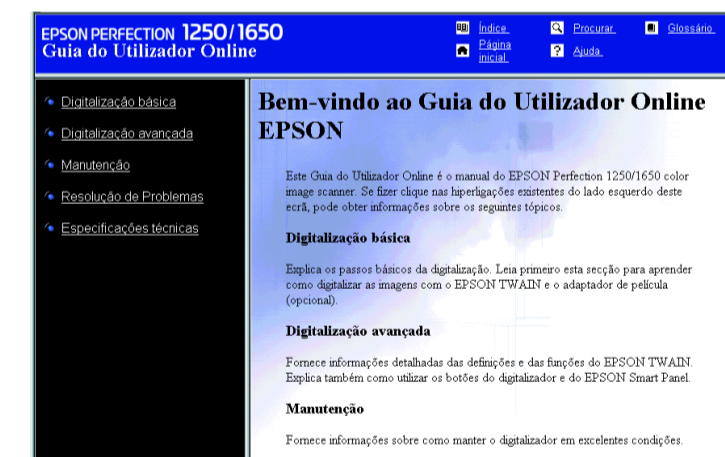 EPSON PERFECTION 1250/1650
Guia do Utilizador Online
Índice
Procurar
Glossário
Página
inicial
Ajuda
Digitalização básica
Digitalização avançada
Manutenção
Resolução de Problemas
Especificações técnicas
Bem-vindo ao Guia do Utilizador Online
EPSON
Este Guia do Utilizador Online é o manual do EPSON Perfection 1250/1650 color
image scanner. Se fizer clique nas hiperligações existentes do lado esquerdo deste
ecrã, pode obter informações sobre os seguintes tópicos.
Digitalização básica
Explica os passos básicos da digitalização. Leia primeiro esta secção para aprender
como digitalizar as imagens com o EPSON TWAIN e o adaptador de película
(opcional).
Digitalização avançada
Fornece informações detalhadas das definições e das funções do EPSON TWAIN.
Explica também como utilizar os botões do digitalizador e do EPSON Smart Panel.
Manutenção
Fornece informações sobre como manter o digitalizador em excelentes condições.